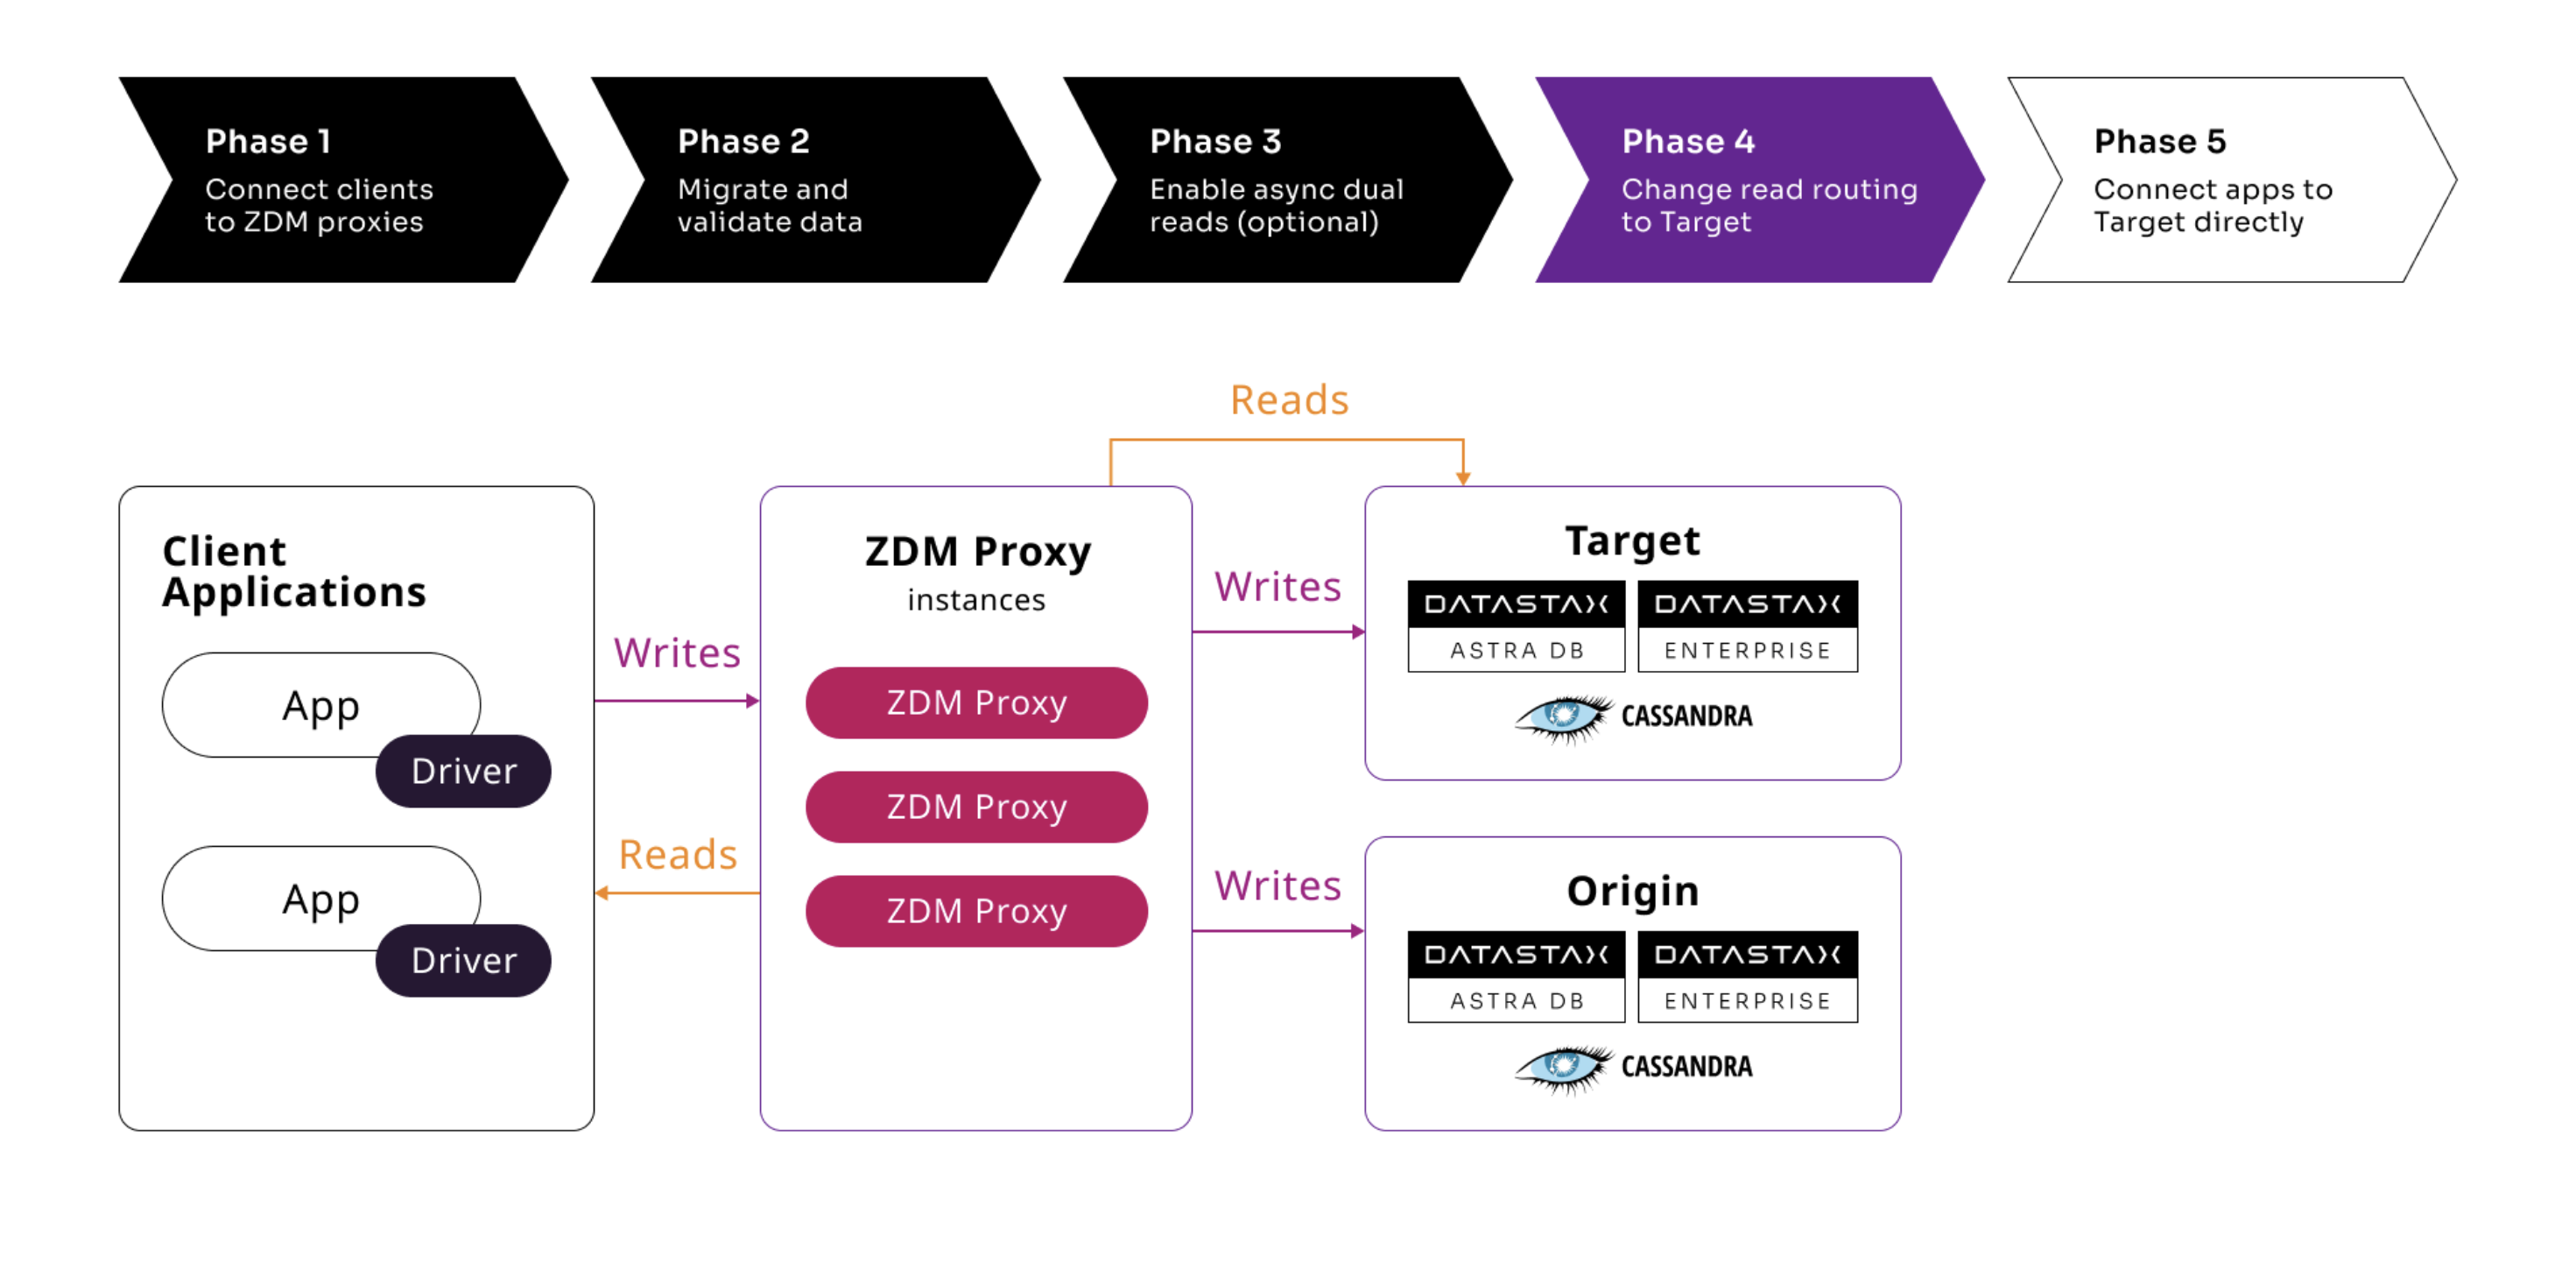 Phase 1
Connect clients
to ZDM proxies
Phase 2
Migrate and
validate data
Phase 3
Enable async dual
reads (optional)
Phase 4
Change read routing
to Target
Phase 5
Connect apps to
Target directly
Reads
Client
Applications
App
Driver
App
Driver
Writes
Reads
ZDM Proxy
instances
ZDM Proxy
ZDM Proxy
ZDM Proxy
Writes
Writes
Target
DATASTAX
ASTRA DB
DATASTAX
ENTERPRISE
CASSANDRA
Origin
DATASTAX
ASTRA DB
DATASTAX
ENTERPRISE
CASSANDRA